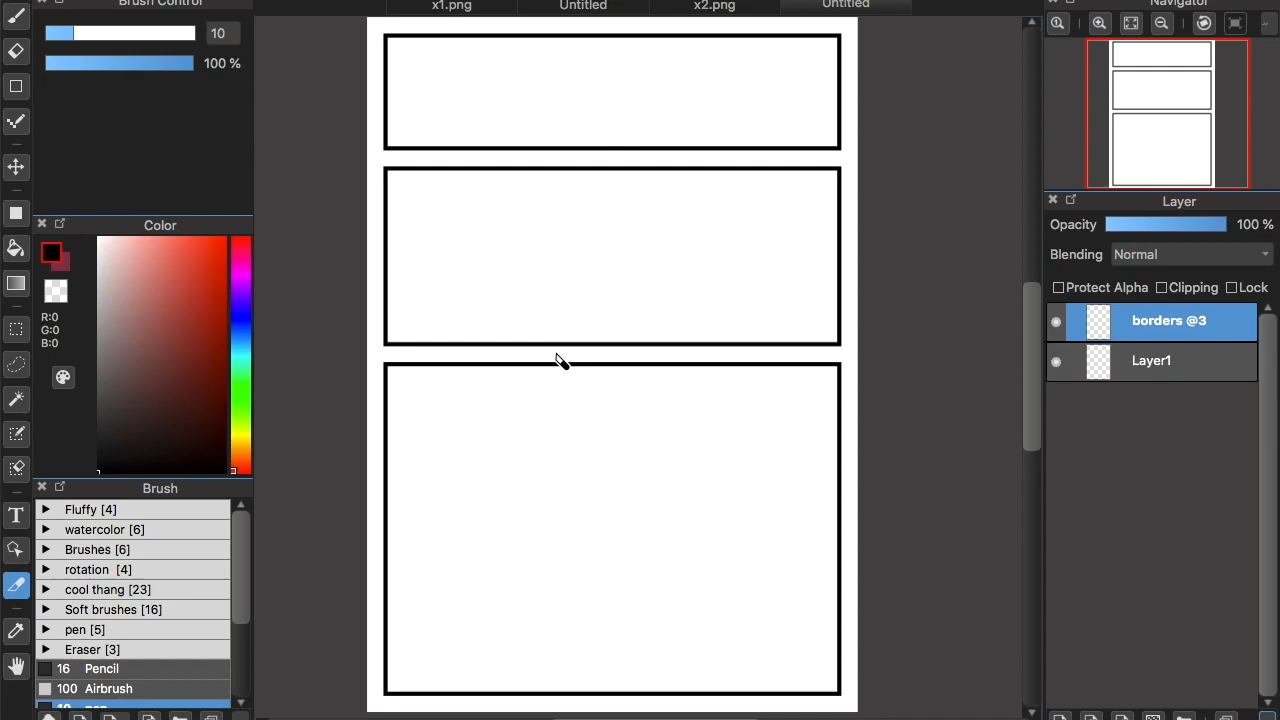 Brush Control
x1.png
Untitled
x2.png
Untitled
Navigator
10
100 %
Color
R:0
G:0
B:0
Layer
Opacity
100 %
Blending
Normal
Protect Alpha
Clipping
Lock
borders @3
Layer1
Brush
Fluffy [4]
watercolor [6]
Brushes [6]
rotation [4]
cool thang [23]
Soft brushes [16]
pen [5]
Eraser [3]
16 Pencil
100 Airbrush
10 pen
T